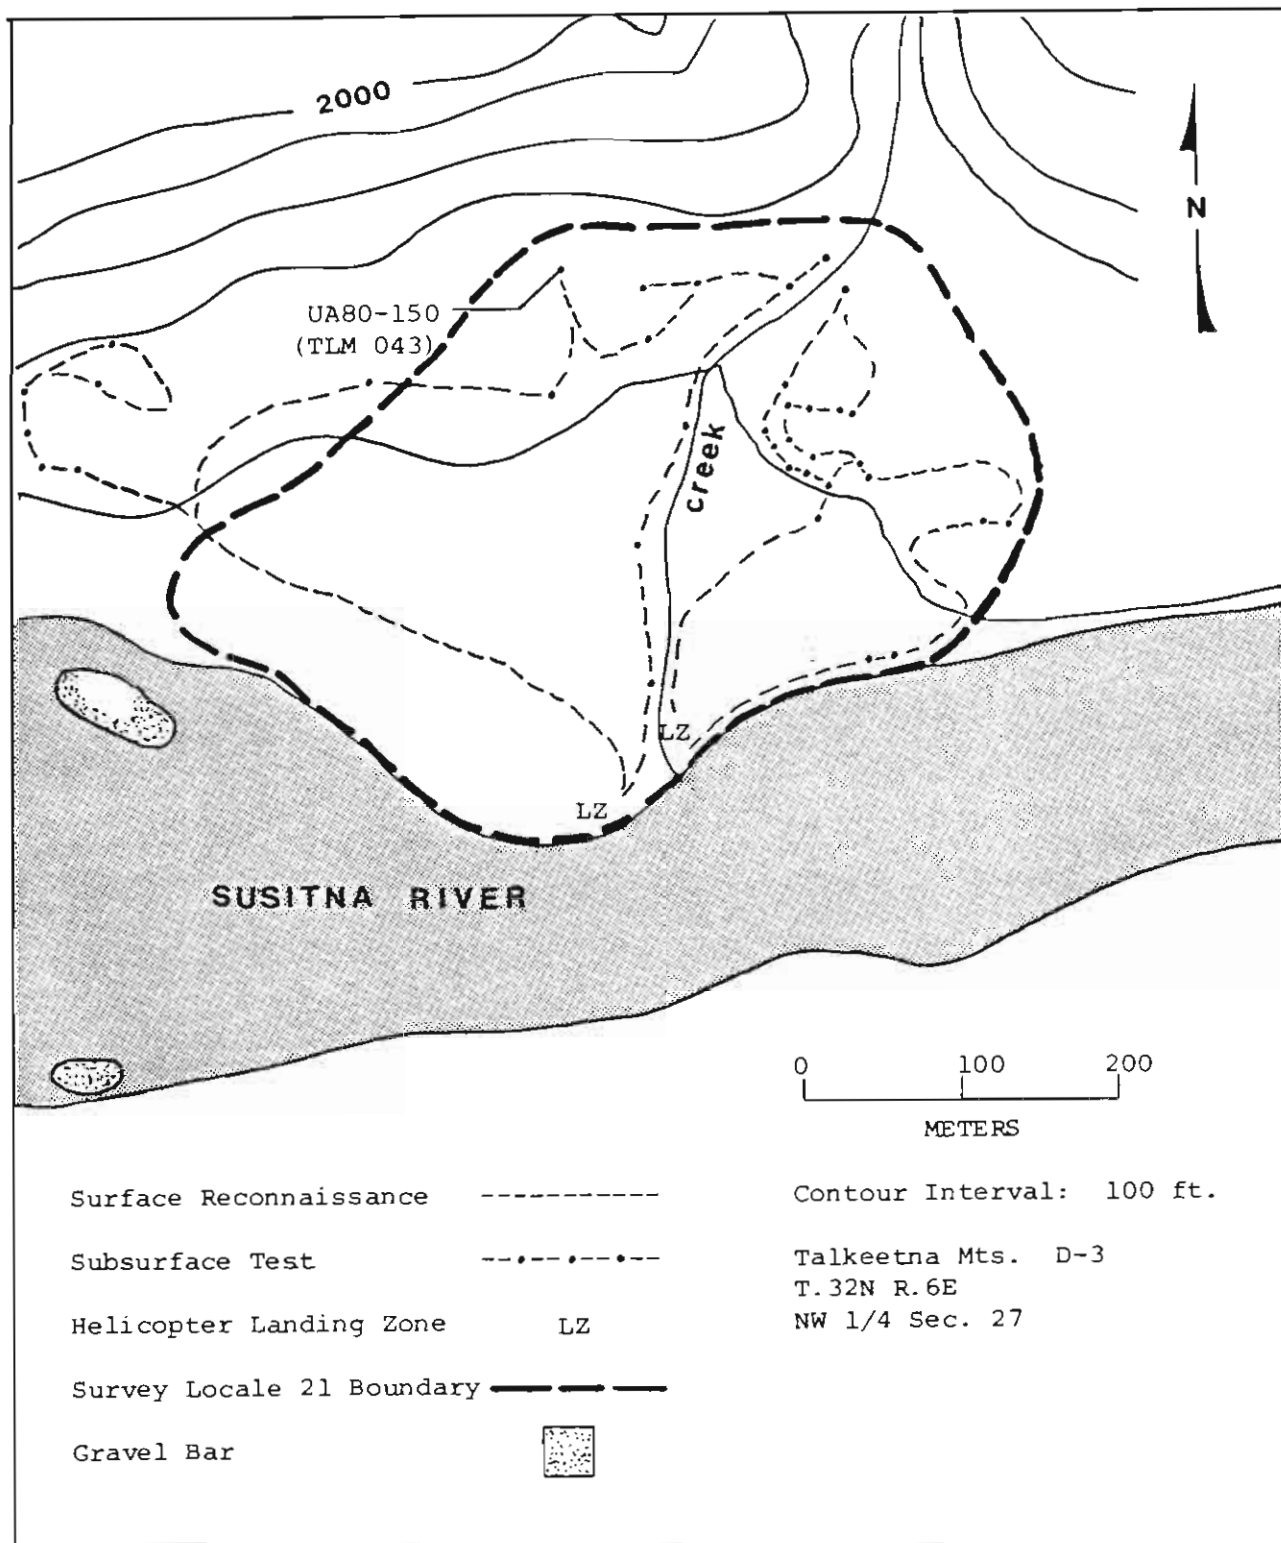 2000
N
UA80-150
(TLM 043)
creek
LZ
LZ
SUSITNA RIVER
0 100 200
METERS
Surface Reconnaissance
Contour Interval: 100 ft.
Subsurface Test
Talkeetna Mts. D-3
T.32N R.6E
Helicopter Landing Zone LZ
NW 1/4 Sec. 27
Survey Locale 21 Boundary
Gravel Bar